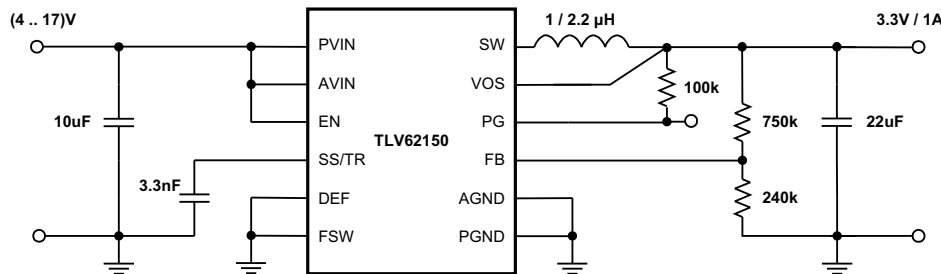 (4 .. 17)V
1 / 2.2 µH
3.3V / 1A
PVIN
SW
AVIN
VOS
100k
10uF
EN
PG
750k
22uF
TLV62150
SS/TR
FB
3.3nF
240k
DEF
AGND
FSW
PGND